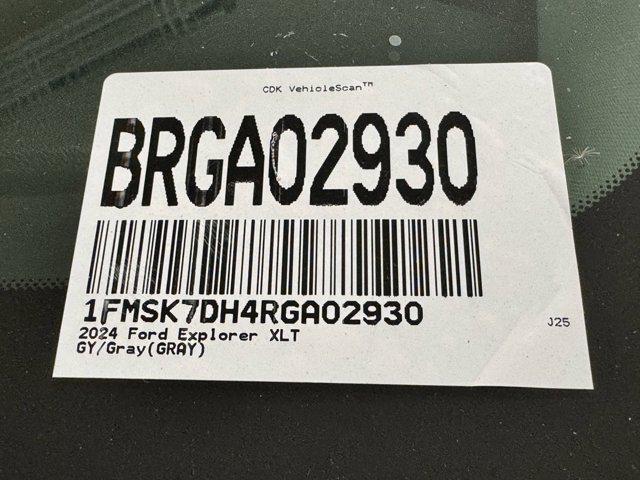 CDK VehicleScan™
BRGA02930
1FMSK7DH4RGA02930
2024 Ford Explorer XLT
GY/Gray(GRAY)
J25